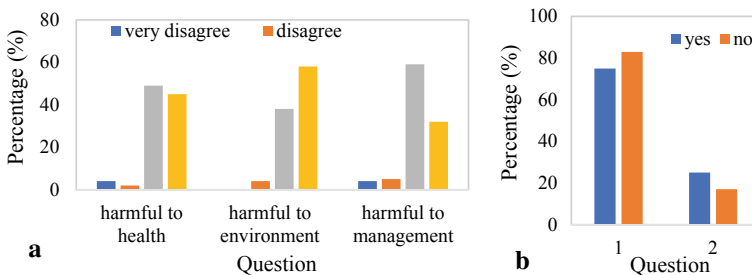 80
60
40
20
0
Percentage (%)
very disagree
disagree
harmful to
health
harmful to
environment
harmful to
management
Question
a
100
80
60
40
20
0
Percentage (%)
yes
no
1
2
Question
b